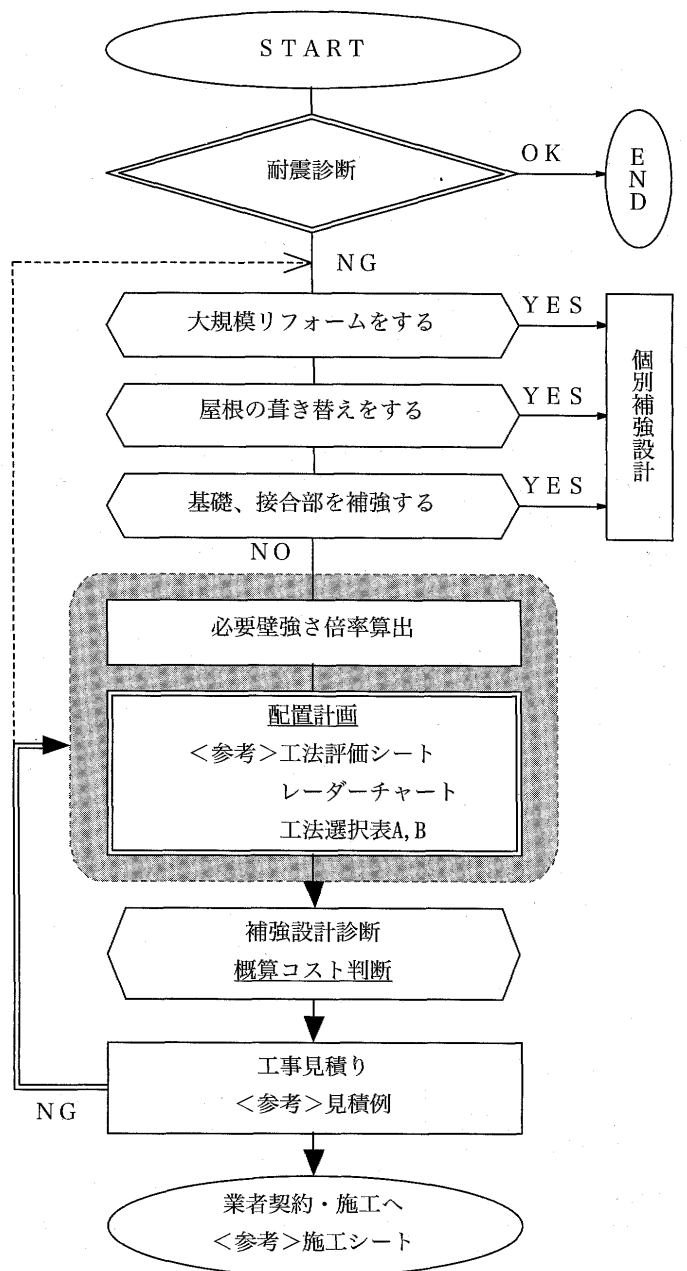 ＳＴＡＲＴ
耐震診断
ＯＫ
ＥＮＤ
ＮＧ
大規模リフォームをする
ＹＥＳ
屋根の葺き替えをする
ＹＥＳ
基礎、接合部を補強する
ＹＥＳ
個別補強設計
ＮＯ
必要壁強さ倍率算出
配置計画
＜参考＞工法評価シート
レーダーチャート
工法選択表A,B
補強設計診断
概算コスト判断
工事見積り
＜参考＞見積例
ＮＧ
業者契約・施工へ
＜参考＞施工シート